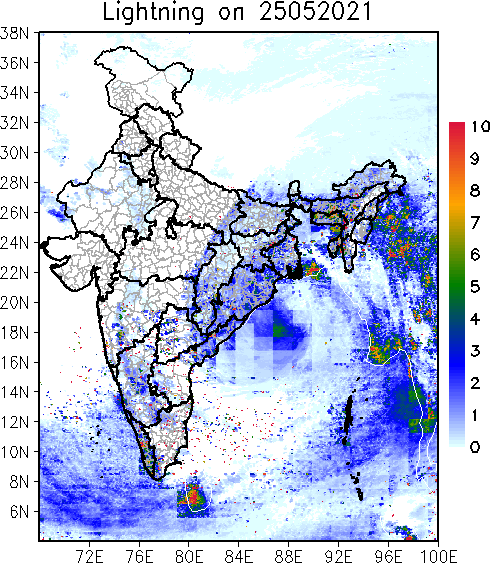 Lightning on 25052021
38N
36N
34N
32N
30N
28N
26N
24N
22N
20N
18N
16N
14N
12N
10N
8N
6N
72E 76E 80E 84E 88E 92E 96E 100E
10
9
8
7
6
5
4
3
2
1
0